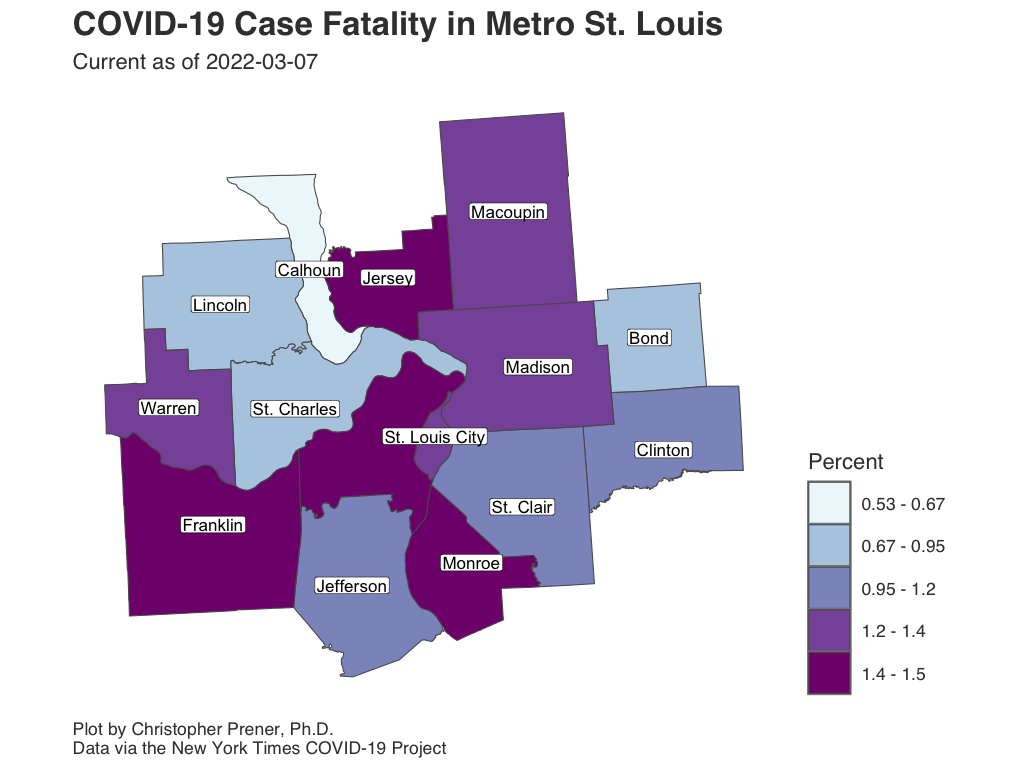 COVID-19 Case Fatality in Metro St. Louis
Current as of 2022-03-07
Macoupin
Calhoun
Jersey
Lincoln
Bond
Madison
Warren
St. Charles
St. Louis City
Clinton
St. Clair
Franklin
Monroe
Jefferson
Percent
0.53 - 0.67
0.67 - 0.95
0.95 - 1.2
1.2 - 1.4
1.4 - 1.5
Plot by Christopher Prener, Ph.D.
Data via the New York Times COVID-19 Project